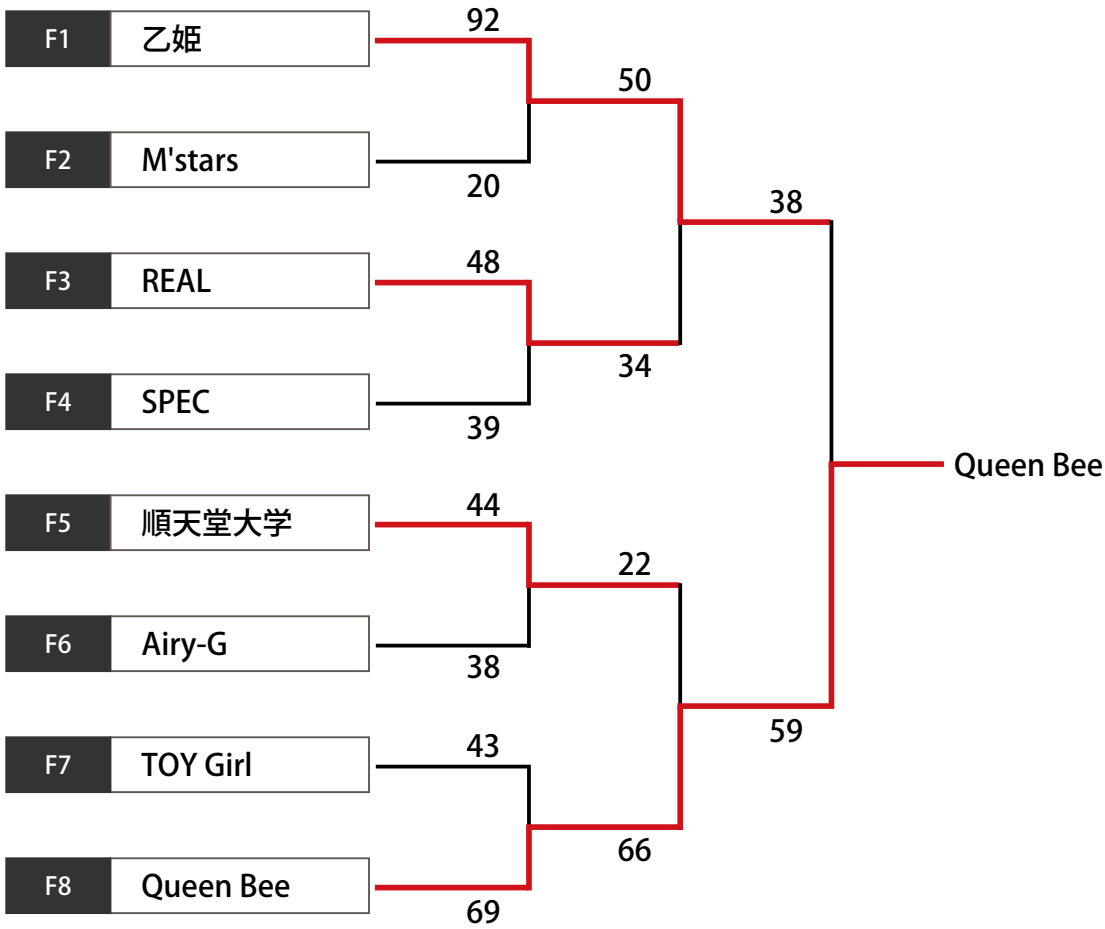 92
F1 乙姫
50
F2 M'stars
20
38
48
F3 REAL
34
F4 SPEC
39
Queen Bee
44
F5 順天堂大学
22
F6 Airy-G
38
59
43
F7 TOY Girl
66
F8 Queen Bee
69